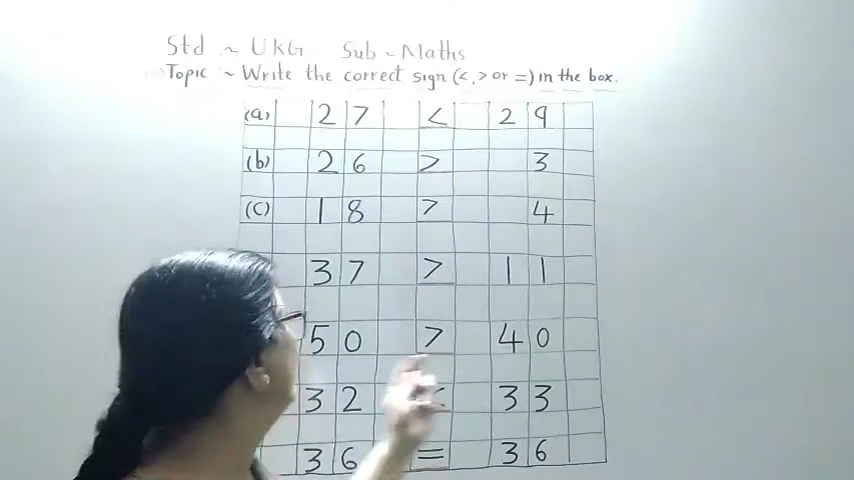 Std ~ UKG Sub ~ Maths
Topic :~ Write the correct sign (<, > or =) in the box.
(a) 27 < 29
(b) 26 > 3
(c) 18 > 4
37 > 11
50 > 40
32 < 33
36 = 36